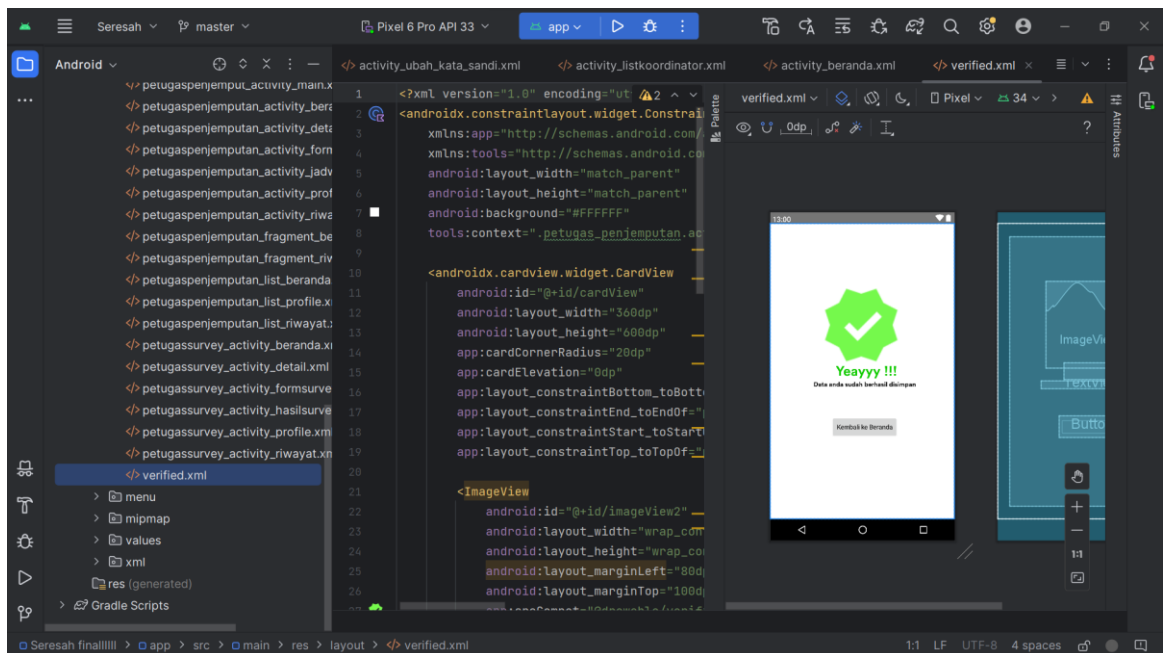 Seresah
master
Pixel 6 Pro API 33
app
Android
petugaspenjemput_activity_main.x
petugaspenjemputan_activity_bera
petugaspenjemputan_activity_deta
petugaspenjemputan_activity_forn
petugaspenjemputan_activity_jadw
petugaspenjemputan_activity_prof
petugaspenjemputan_activity_riwa
petugaspenjemputan_fragment_be
petugaspenjemputan_fragment_riv
petugaspenjemputan_list_beranda
petugaspenjemputan_list_profile.x
petugaspenjemputan_list_riwayat.
petugassurvey_activity_beranda.x
petugassurvey_activity_detail.xml
petugassurvey_activity_formsurve
petugassurvey_activity_hasilsurve
petugassurvey_activity_profile.xm
petugassurvey_activity_riwayat.xn
verified.xml
menu
mipmap
values
xml
res (generated)
Gradle Scripts
activity_ubah_kata_sandi.xml
activity_listkoordinator.xml
activity_beranda.xml
verified.xml
1 <?xml version="1.0" encoding="ut 2
2 <androidx.constraintlayout.widget.Constrai
3 xmlns:app="http://schemas.android.com/
4 xmlns:tools="http://schemas.android.co
5 android:layout_width="match_parent"
6 android:layout_height="match_parent"
7 android:background="#FFFFFF"
8 tools:context=".petugas_penjemputan.ac
9
10 <androidx.cardview.widget.CardView
11 android:id="@+id/cardView"
12 android:layout_width="360dp"
13 android:layout_height="600dp"
14 app:cardCornerRadius="20dp"
15 app:cardElevation="0dp"
16 app:layout_constraintBottom_toBott
17 app:layout_constraintEnd_toEndOf="p
18 app:layout_constraintStart_toStart
19 app:layout_constraintTop_toTopOf="p
20
21 <ImageView
22 android:id="@+id/imageView2"
23 android:layout_width="wrap_con
24 android:layout_height="wrap_co
25 android:layout_marginLeft="80d
26 android:layout_marginTop="100d
Palette
verified.xml
Pixel
34
0dp
?
Attributes
13:00
Yeayyy !!!
Data anda sudah berhasil disimpan
Kembali ke Beranda
ImageVi
TextVi
Butto
1:1
Seresah finalllllll > app > src > main > res > layout > verified.xml
1:1 LF UTF-8 4 spaces